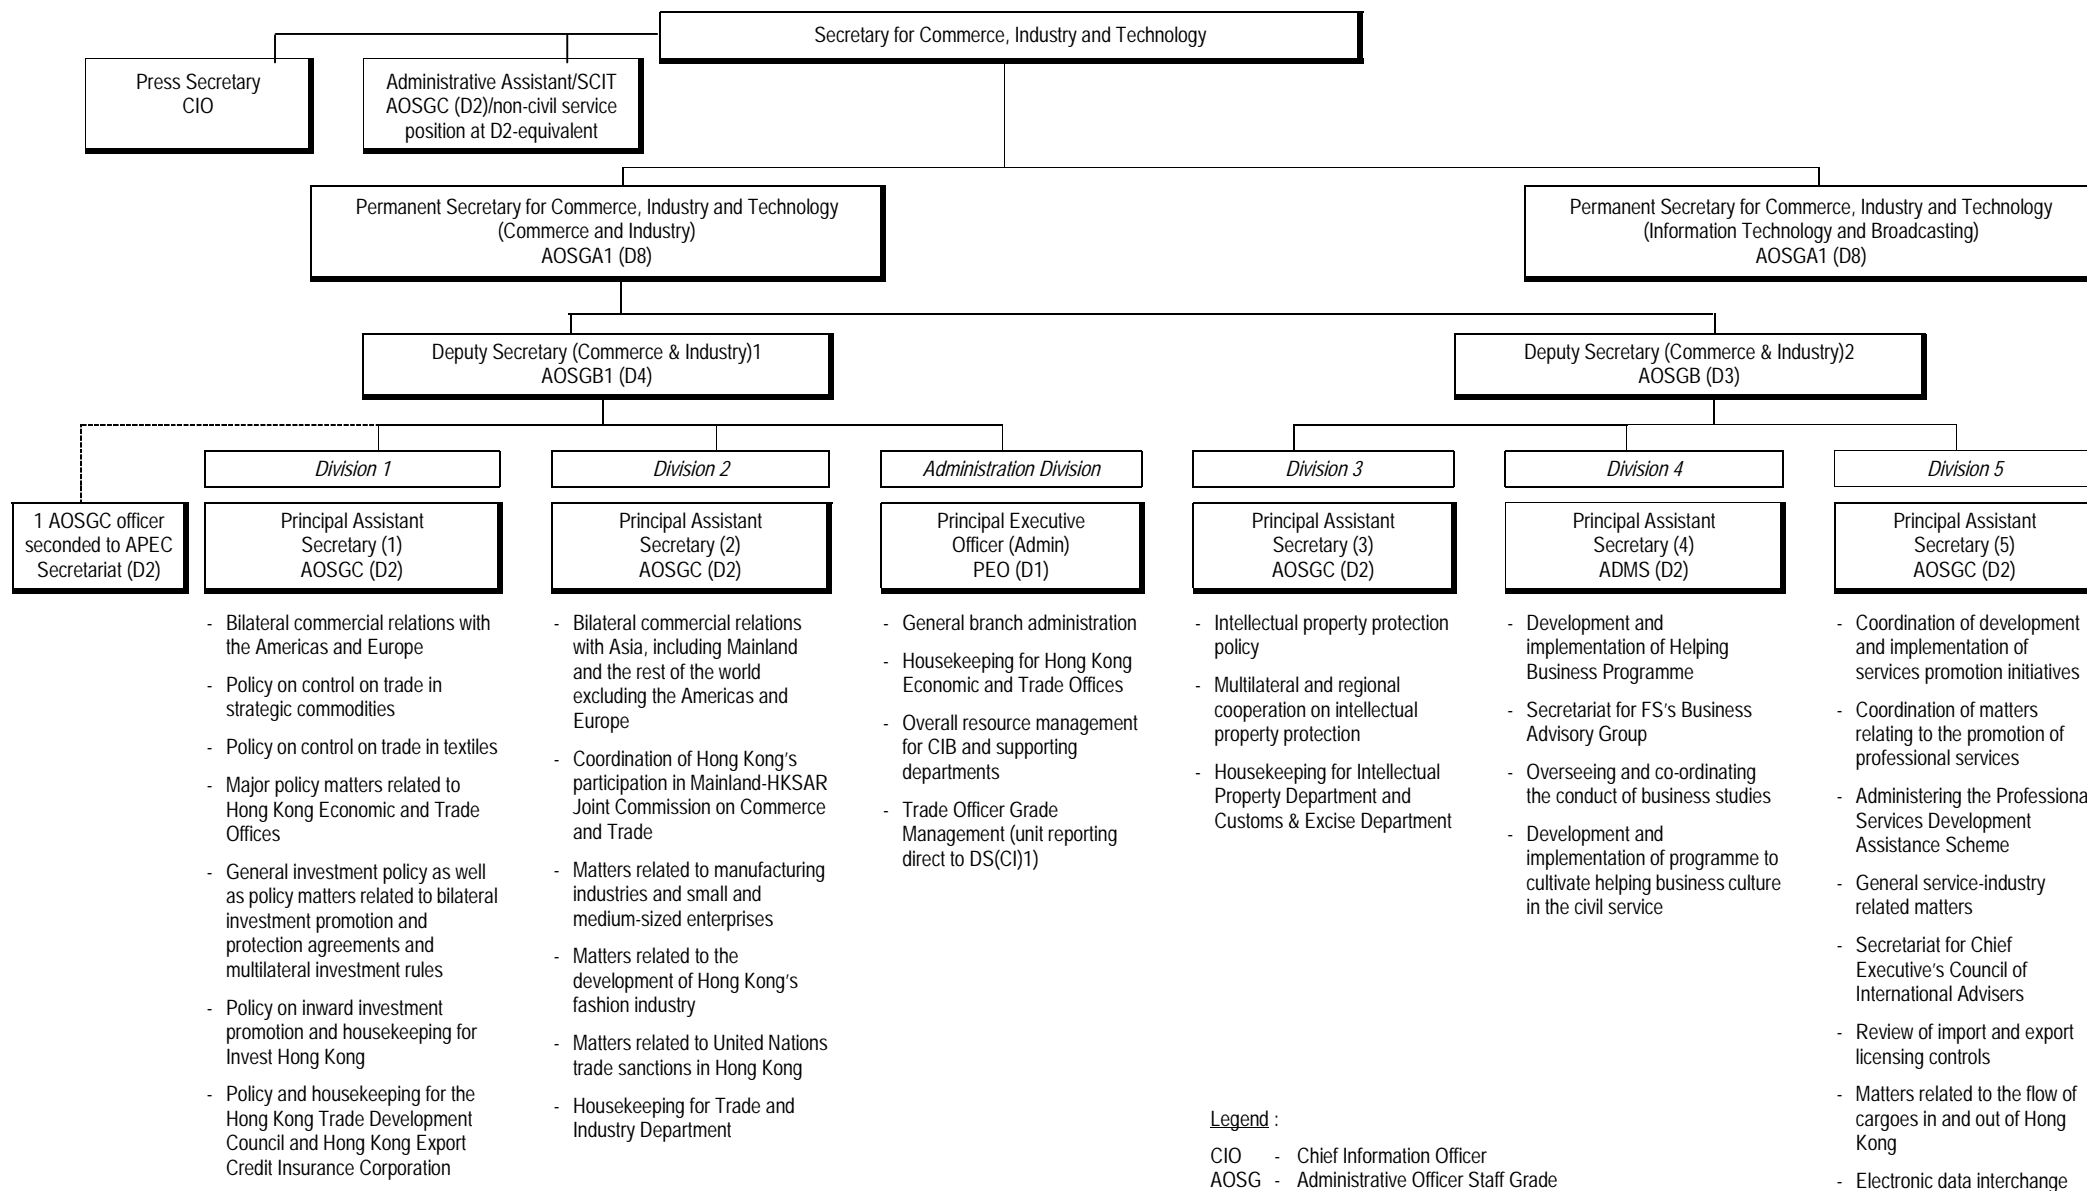 Secretary for Commerce, Industry and Technology
Press Secretary
CIO
Administrative Assistant/SCIT
AOSGC (D2)/non-civil service
position at D2-equivalent
Permanent Secretary for Commerce, Industry and Technology
(Commerce and Industry)
AOSGA1 (D8)
Permanent Secretary for Commerce, Industry and Technology
(Information Technology and Broadcasting)
AOSGA1 (D8)
Deputy Secretary (Commerce & Industry)1
AOSGB1 (D4)
Deputy Secretary (Commerce & Industry)2
AOSGB (D3)
1 AOSGC officer
seconded to APEC
Secretariat (D2)
Division 1
Principal Assistant
Secretary (1)
AOSGC (D2)
- Bilateral commercial relations with
the Americas and Europe
- Policy on control on trade in
strategic commodities
- Policy on control on trade in textiles
- Major policy matters related to
Hong Kong Economic and Trade
Offices
- General investment policy as well
as policy matters related to bilateral
investment promotion and
protection agreements and
multilateral investment rules
- Policy on inward investment
promotion and housekeeping for
Invest Hong Kong
- Policy and housekeeping for the
Hong Kong Trade Development
Council and Hong Kong Export
Credit Insurance Corporation
Division 2
Principal Assistant
Secretary (2)
AOSGC (D2)
- Bilateral commercial relations
with Asia, including Mainland
and the rest of the world
excluding the Americas and
Europe
- Coordination of Hong Kong's
participation in Mainland-HKSAR
Joint Commission on Commerce
and Trade
- Matters related to manufacturing
industries and small and
medium-sized enterprises
- Matters related to the
development of Hong Kong's
fashion industry
- Matters related to United Nations
trade sanctions in Hong Kong
- Housekeeping for Trade and
Industry Department
Administration Division
Principal Executive
Officer (Admin)
PEO (D1)
- General branch administration
- Housekeeping for Hong Kong
Economic and Trade Offices
- Overall resource management
for CIB and supporting
departments
- Trade Officer Grade
Management (unit reporting
direct to DS(CI)1)
Division 3
Principal Assistant
Secretary (3)
AOSGC (D2)
- Intellectual property protection
policy
- Multilateral and regional
cooperation on intellectual
property protection
- Housekeeping for Intellectual
Property Department and
Customs & Excise Department
Division 4
Principal Assistant
Secretary (4)
ADMS (D2)
- Development and
implementation of Helping
Business Programme
- Secretariat for FS's Business
Advisory Group
- Overseeing and co-ordinating
the conduct of business studies
- Development and
implementation of programme to
cultivate helping business culture
in the civil service
Division 5
Principal Assistant
Secretary (5)
AOSGC (D2)
- Coordination of development
and implementation of
services promotion initiatives
- Coordination of matters
relating to the promotion of
professional services
- Administering the Professiona
Services Development
Assistance Scheme
- General service-industry
related matters
- Secretariat for Chief
Executive's Council of
International Advisers
- Review of import and export
licensing controls
- Matters related to the flow of
cargoes in and out of Hong
Kong
- Electronic data interchange
Legend :
CIO - Chief Information Officer
AOSG - Administrative Officer Staff Grade